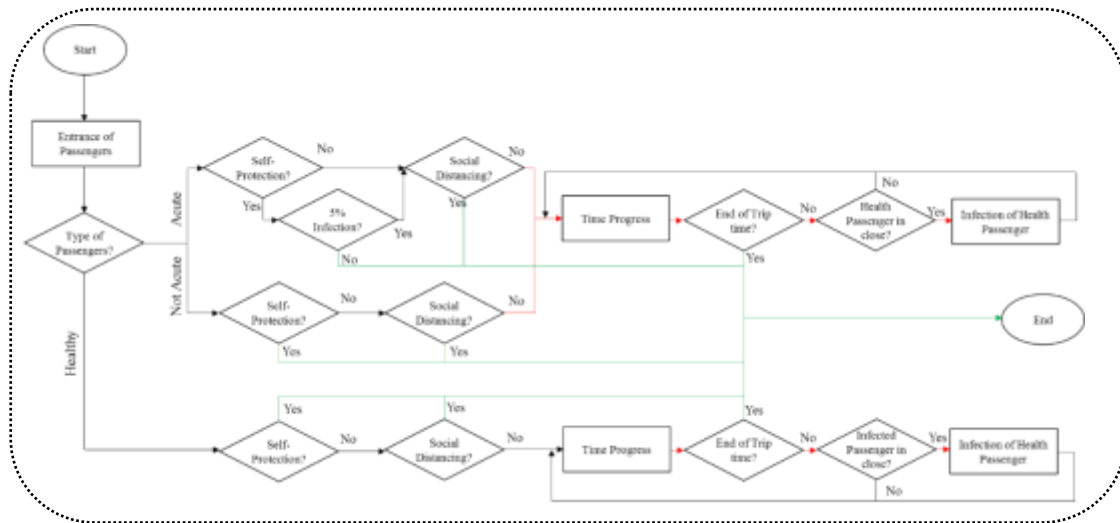 Start
Entrance of
Passengers
Type of
Passengers?
Acute
Not Acute
Healthy
Self-
Protection?
No
Yes
5%
Infection?
Yes
No
Social
Distancing?
No
Yes
Time Progress
End of Trip
time?
No
Yes
Health
Passenger in
close?
No
Yes
Infection of Health
Passenger
Self-
Protection?
No
Yes
Social
Distancing?
No
Yes
End
Self-
Protection?
Yes
No
Social
Distancing?
Yes
No
Time Progress
End of Trip
time?
Yes
No
Infected
Passenger in
close?
Yes
No
Infection of Health
Passenger